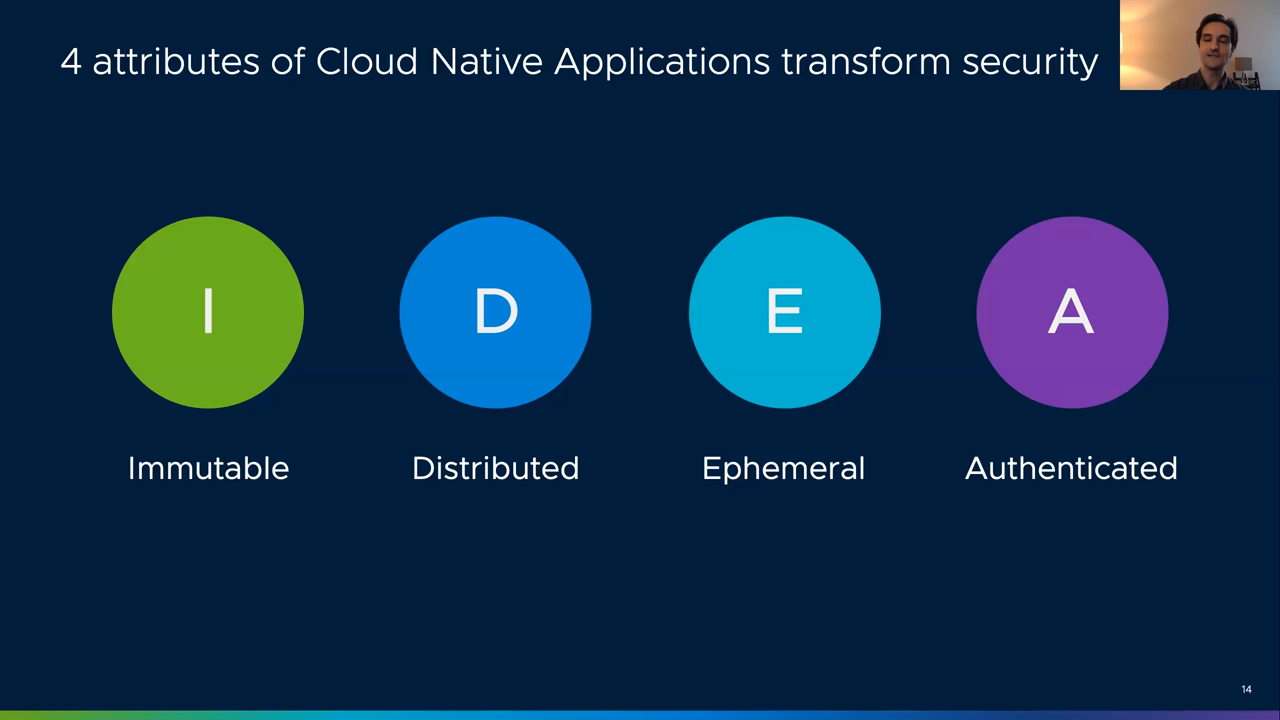 4 attributes of Cloud Native Applications transform security
I
D
E
A
Immutable
Distributed
Ephemeral
Authenticated
14